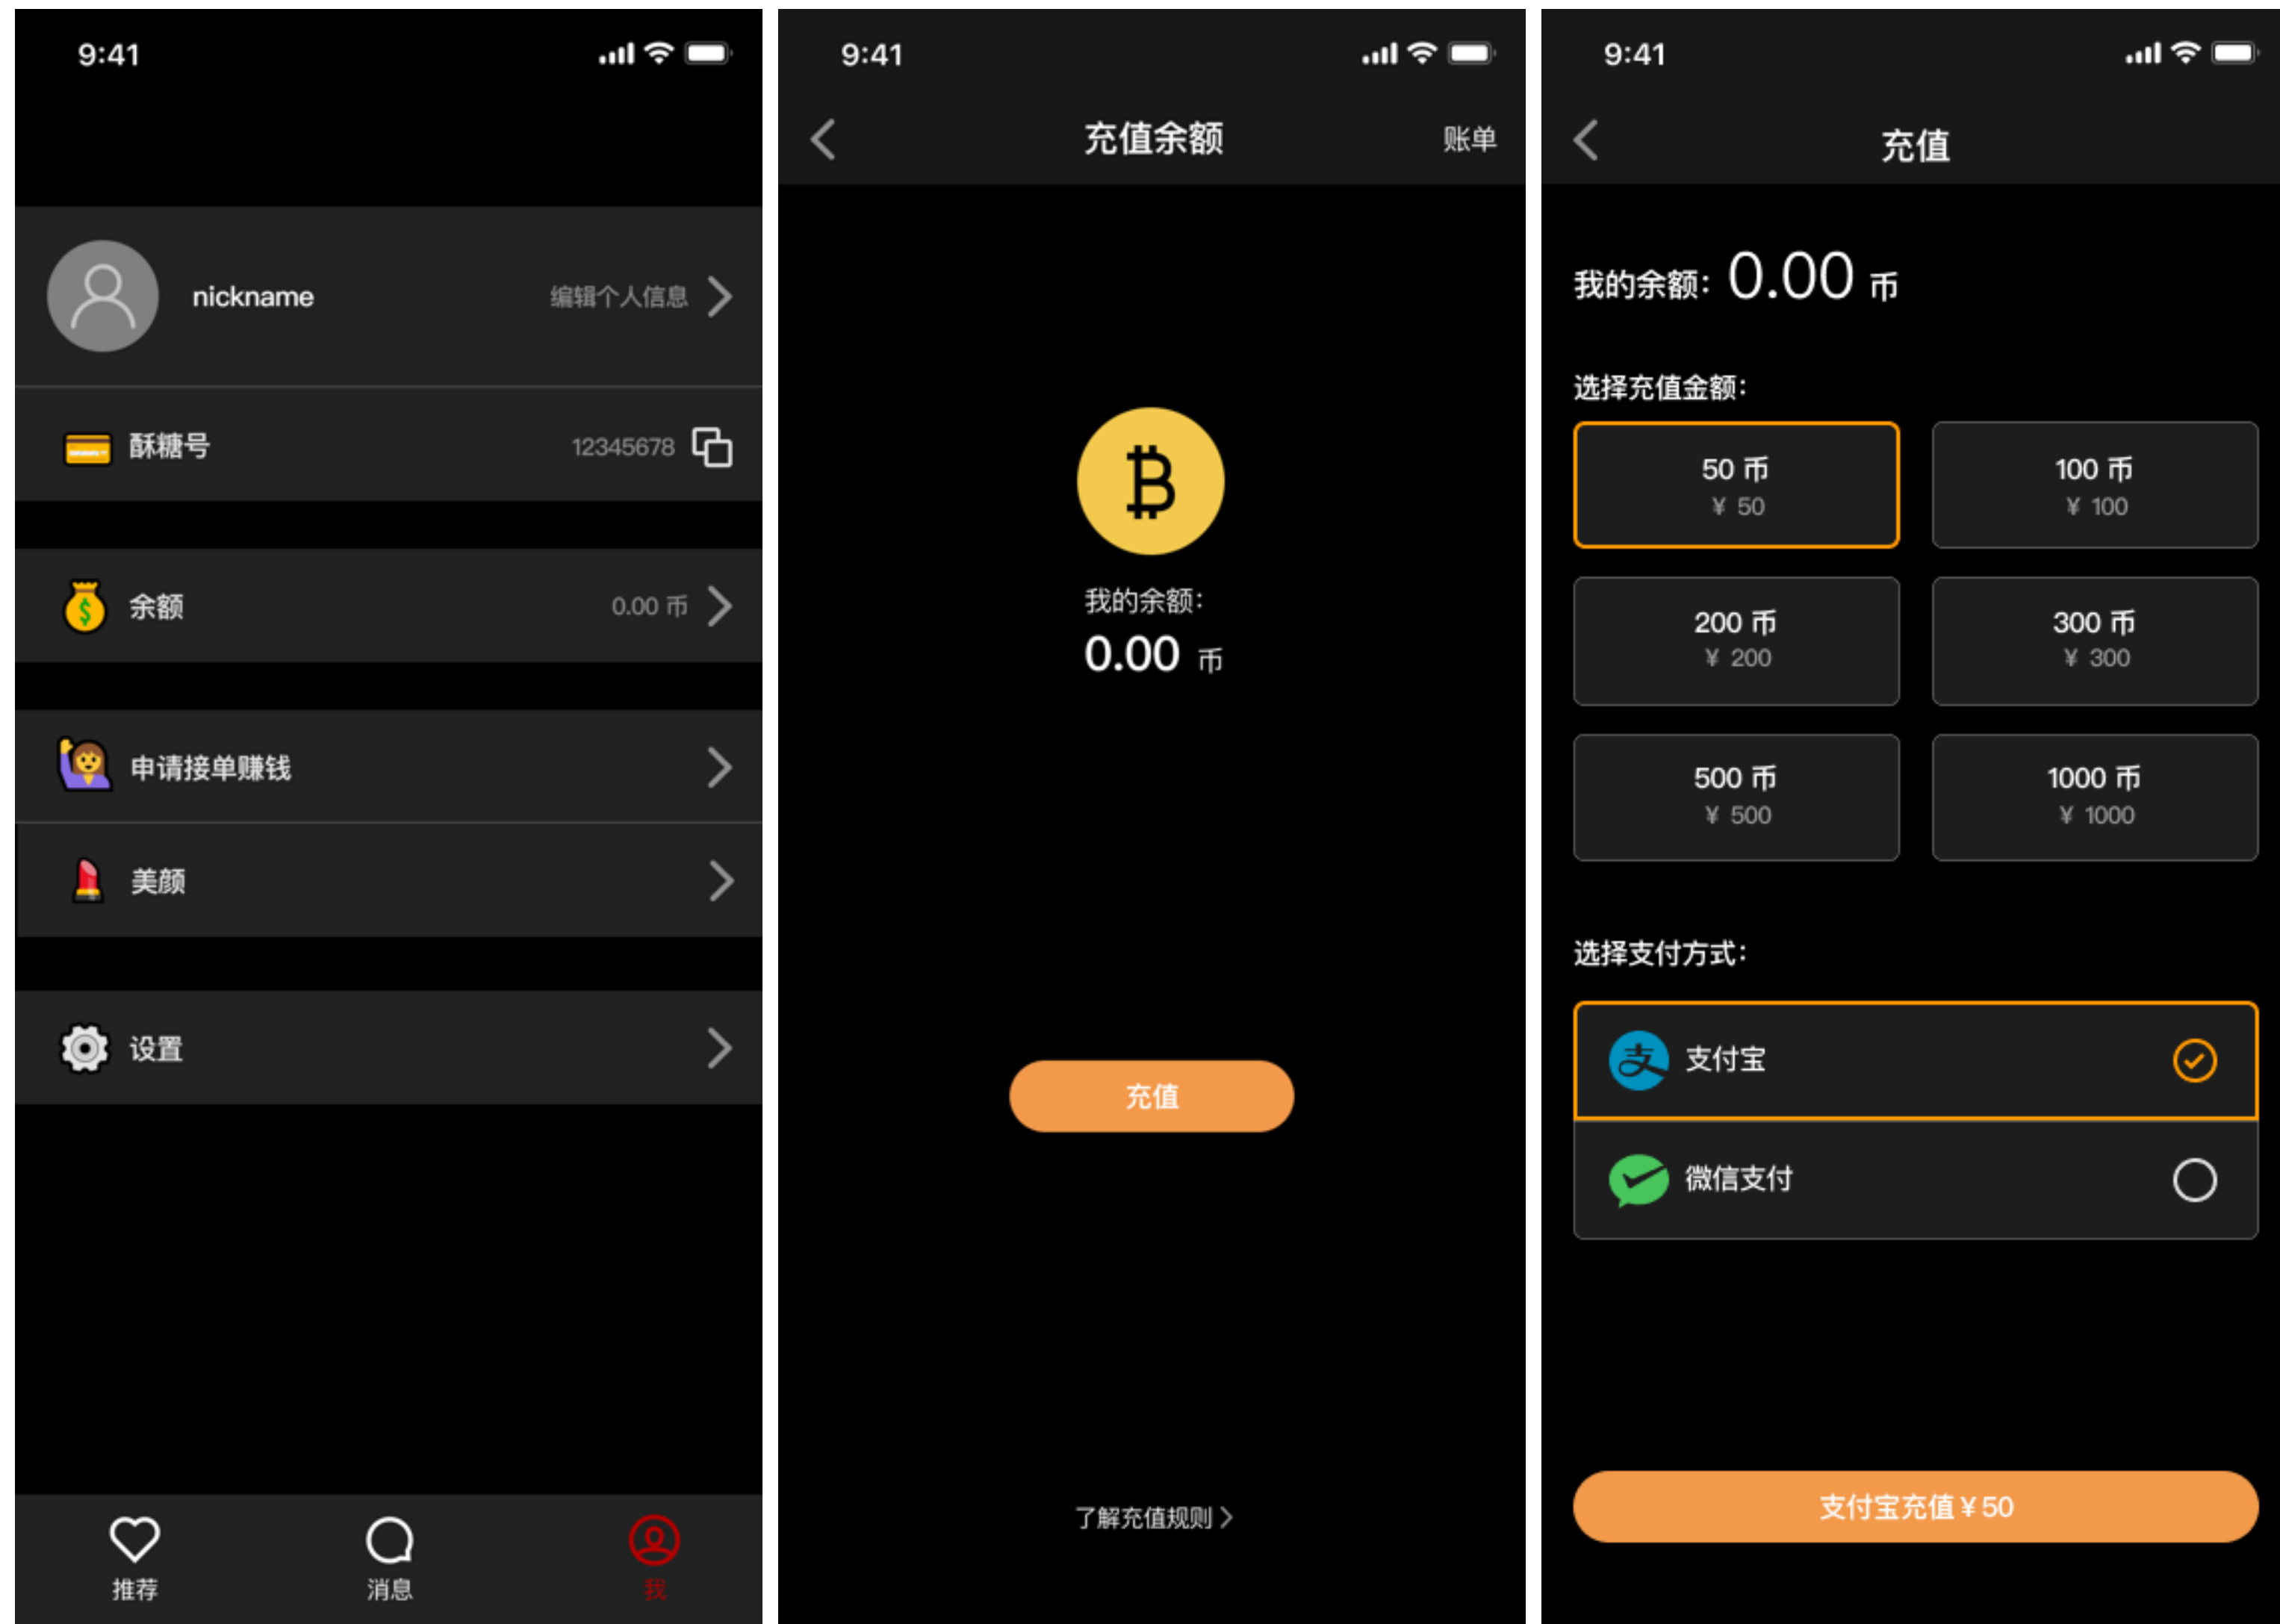 9:41
nickname
编辑个人信息
酥糖号
12345678
余额
0.00 币
申请接单赚钱
美颜
设置
推荐
消息
我
9:41
充值余额
账单
我的余额：
0.00 币
充值
了解充值规则
9:41
充值
我的余额：0.00 币
选择充值金额：
50 币
¥ 50
100 币
¥ 100
200 币
¥ 200
300 币
¥ 300
500 币
¥ 500
1000 币
¥ 1000
选择支付方式：
支付宝
微信支付
支付宝充值 ¥ 50